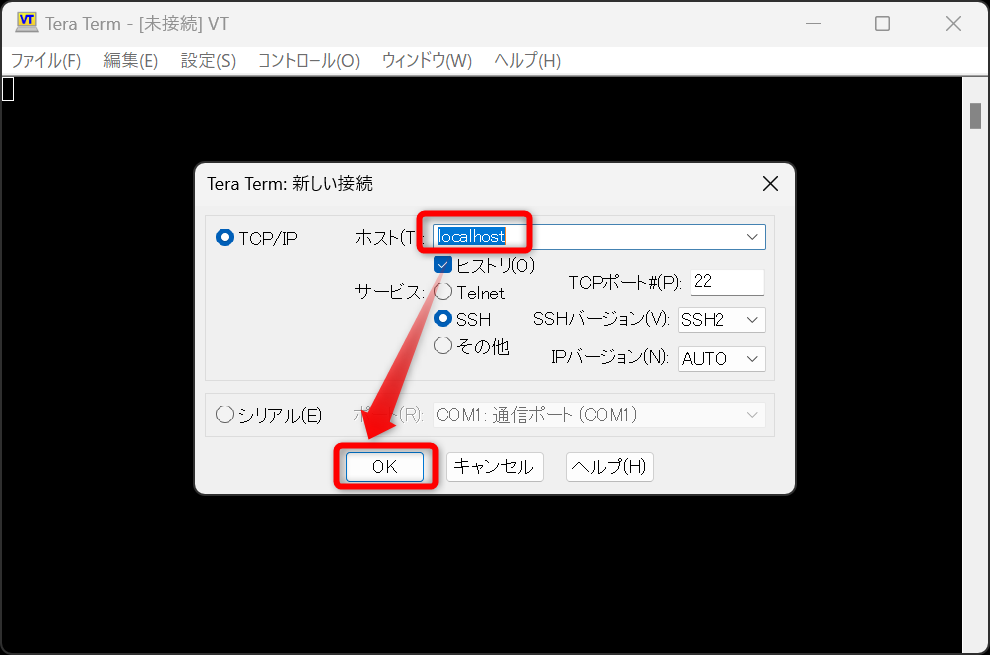 VT Tera Term - [未接続] VT
ファイル(F) 編集(E) 設定(S) コントロール(O) ウィンドウ(W) ヘルプ(H)
Tera Term: 新しい接続
TCP/IP ホスト(T): localhost
ヒストリ(O)
サービス: Telnet TCPポート#(P): 22
SSH SSHバージョン(V): SSH2
その他 IPバージョン(N): AUTO
シリアル(E) ポート(R): COM1: 通信ポート (COM1)
OK キャンセル ヘルプ(H)